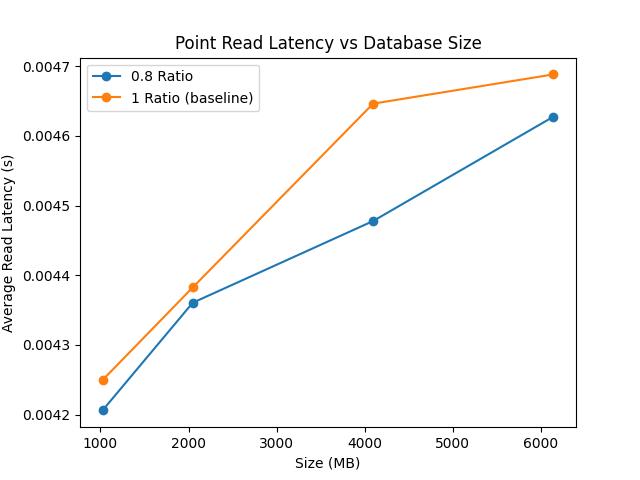 Point Read Latency vs Database Size
0.8 Ratio
1 Ratio (baseline)
Average Read Latency (s)
0.0047
0.0046
0.0045
0.0044
0.0043
0.0042
1000 2000 3000 4000 5000 6000
Size (MB)